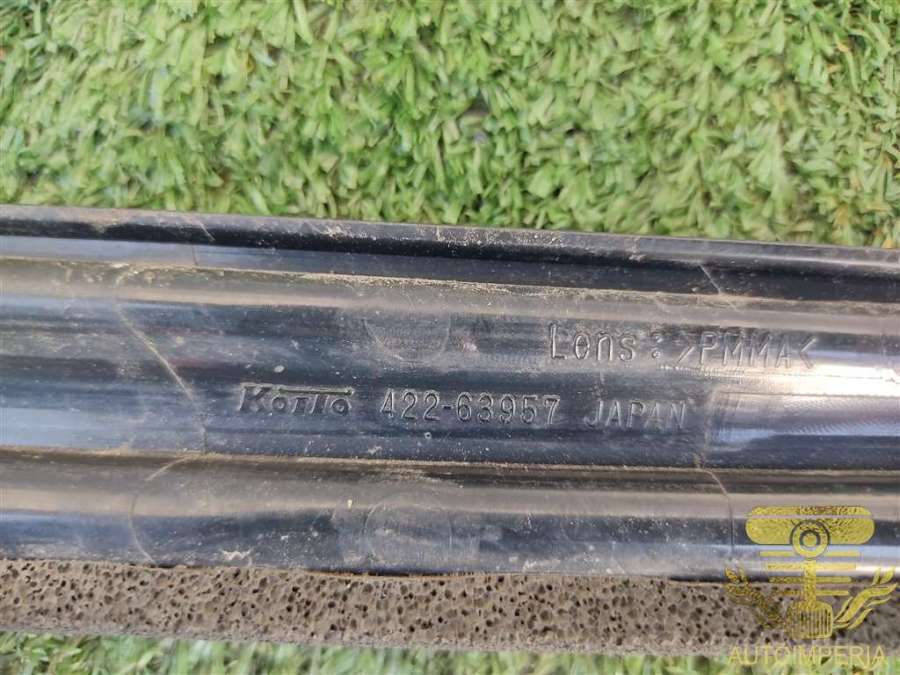 Lens: >PMMA<
KOITO 422-63957 JAPAN
AUTOIMPERIA